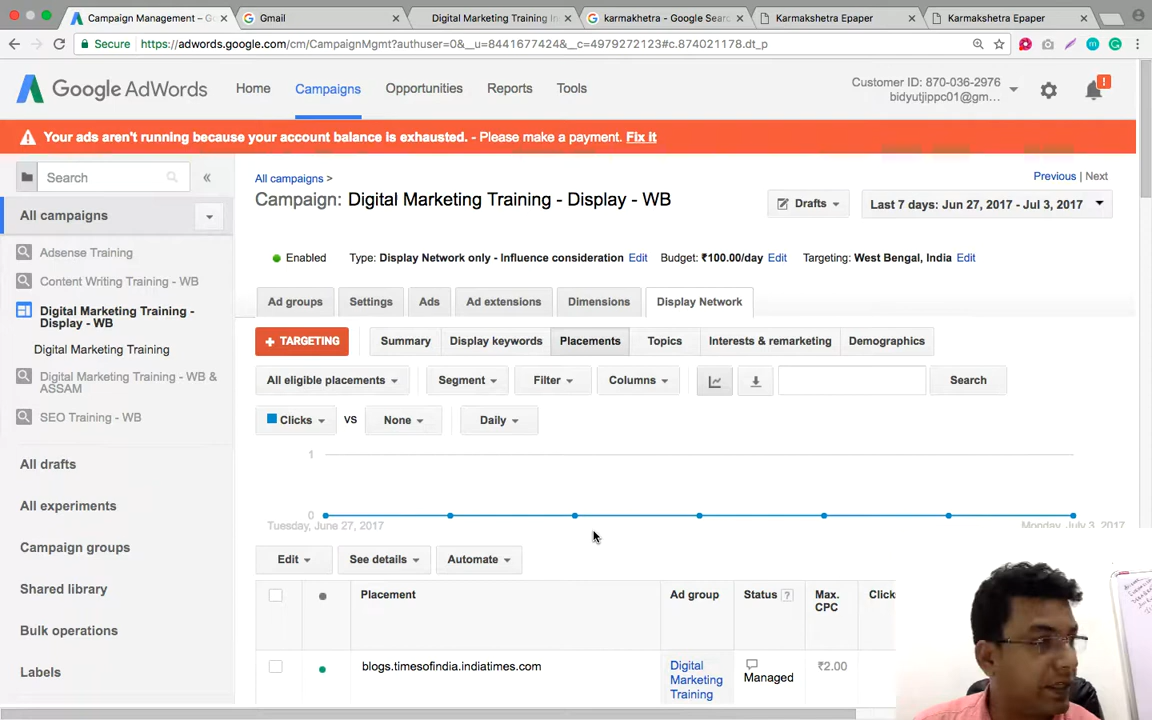 Campaign Management – G
Gmail
Digital Marketing Training In
karmakhetra - Google Sear
Karmakshetra Epaper
Karmakshetra Epaper
Secure
https://adwords.google.com/cm/CampaignMgmt?authuser=0&__u=8441677424&__c=4979272123#c.874021178.dt_p
Google AdWords
Home
Campaigns
Opportunities
Reports
Tools
Customer ID: 870-036-2976
bidyutjippc01@gm...
Your ads aren't running because your account balance is exhausted. - Please make a payment. Fix it
Search
«
All campaigns >
Previous | Next
All campaigns
Campaign: Digital Marketing Training - Display - WB
Drafts
Last 7 days: Jun 27, 2017 - Jul 3, 2017
Adsense Training
Content Writing Training - WB
Digital Marketing Training -
Display - WB
Digital Marketing Training
Digital Marketing Training - WB &
ASSAM
SEO Training - WB
All drafts
All experiments
Campaign groups
Shared library
Bulk operations
Labels
Enabled
Type: Display Network only - Influence consideration Edit
Budget: ₹100.00/day Edit
Targeting: West Bengal, India Edit
Ad groups
Settings
Ads
Ad extensions
Dimensions
Display Network
+ TARGETING
Summary
Display keywords
Placements
Topics
Interests & remarketing
Demographics
All eligible placements
Segment
Filter
Columns
Search
Clicks
VS
None
Daily
1
0
Tuesday, June 27, 2017
Monday, July 3, 2017
Edit
See details
Automate
Placement
Ad group
Status ?
Max.
CPC
Click
blogs.timesofindia.indiatimes.com
Digital
Marketing
Training
Managed
₹2.00